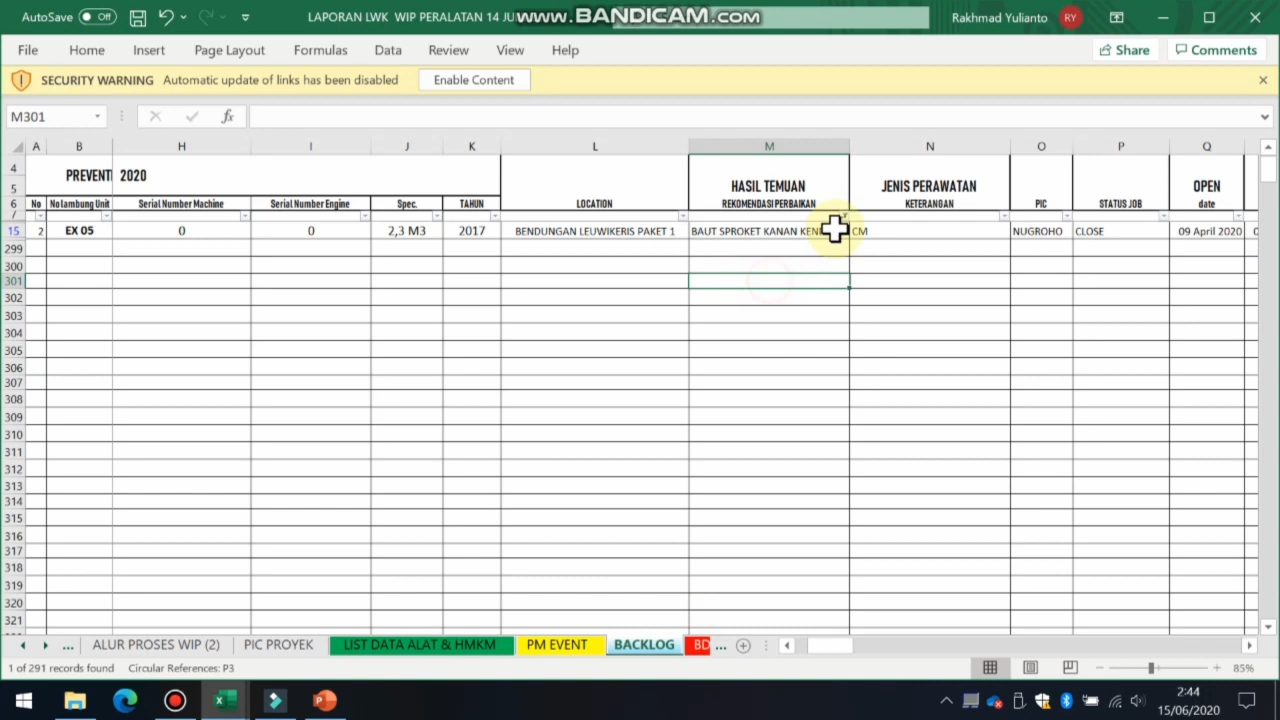 AutoSave Off LAPORAN LWK WIP PERALATAN 14 JU www.BANDICAM.com Rakhmad Yulianto RY
File Home Insert Page Layout Formulas Data Review View Help Share Comments
SECURITY WARNING Automatic update of links has been disabled Enable Content
M301 fx
A B H I J K L M N O P Q
4 PREVENTI 2020
5 HASIL TEMUAN JENIS PERAWATAN OPEN
6 No No lambung Unit Serial Number Machine Serial Number Engine Spec. TAHUN LOCATION REKOMENDASI PERBAIKAN KETERANGAN PIC STATUS JOB date
7
15 2 EX 05 0 0 2,3 M3 2017 BENDUNGAN LEUWIKERIS PAKET 1 BAUT SPROKET KANAN CM NUGROHO CLOSE 09 April 2020
299
300
301
302
303
304
305
306
307
308
309
310
311
312
313
314
315
316
317
318
319
320
321
... ALUR PROSES WIP (2) PIC PROYEK LIST DATA ALAT & HMKM PM EVENT BACKLOG BD ...
1 of 291 records found Circular References: P3 85%
2:44
15/06/2020